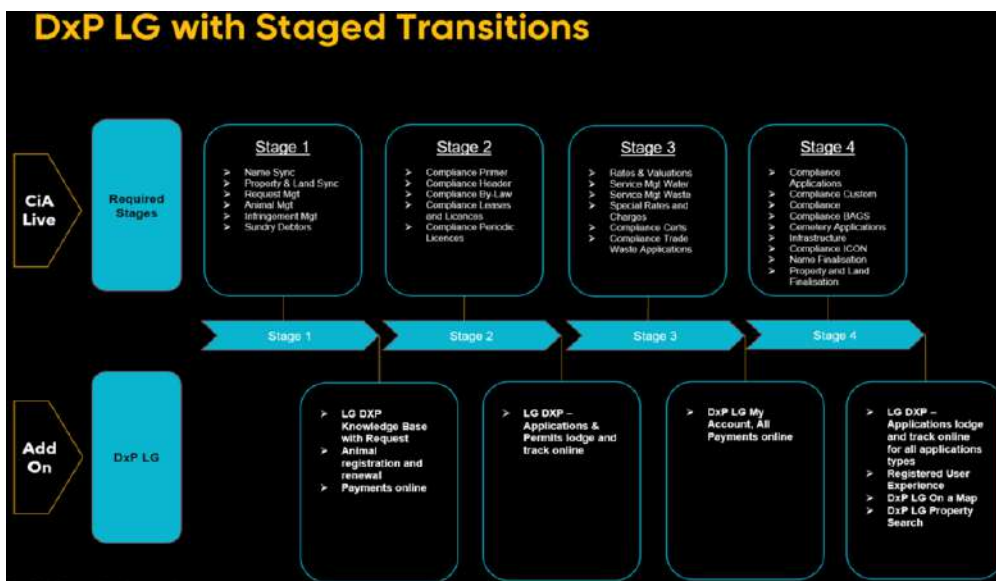 DxP LG with Staged Transitions
CiA
Live
Required
Stages
Stage 1
Name Sync
Property & Land Sync
Request Mgt
Animal Mgt
Infringement Mgt
Sundry Debtors
Stage 2
Compliance Primer
Compliance Header
Compliance By-Law
Compliance Leases
and Licences
Compliance Periodic
Licences
Stage 3
Rates & Valuations
Service Mgt Water
Service Mgt Waste
Special Rates and
Charges
Compliance Certs
Compliance Trade
Waste Applications
Stage 4
Compliance
Applications
Compliance Custom
Compliance
Compliance BAGS
Cemetery Applications
Infrastructure
Compliance ICON
Name Finalisation
Property and Land
Finalisation
Stage 1
Stage 2
Stage 3
Stage 4
Add
On
DxP LG
LG DXP
Knowledge Base
with Request
Animal
registration and
renewal
Payments online
LG DXP –
Applications &
Permits lodge and
track online
DxP LG My
Account, All
Payments online
LG DXP –
Applications lodge
and track online
for all applications
types
Registered User
Experience
DxP LG On a Map
DxP LG Property
Search